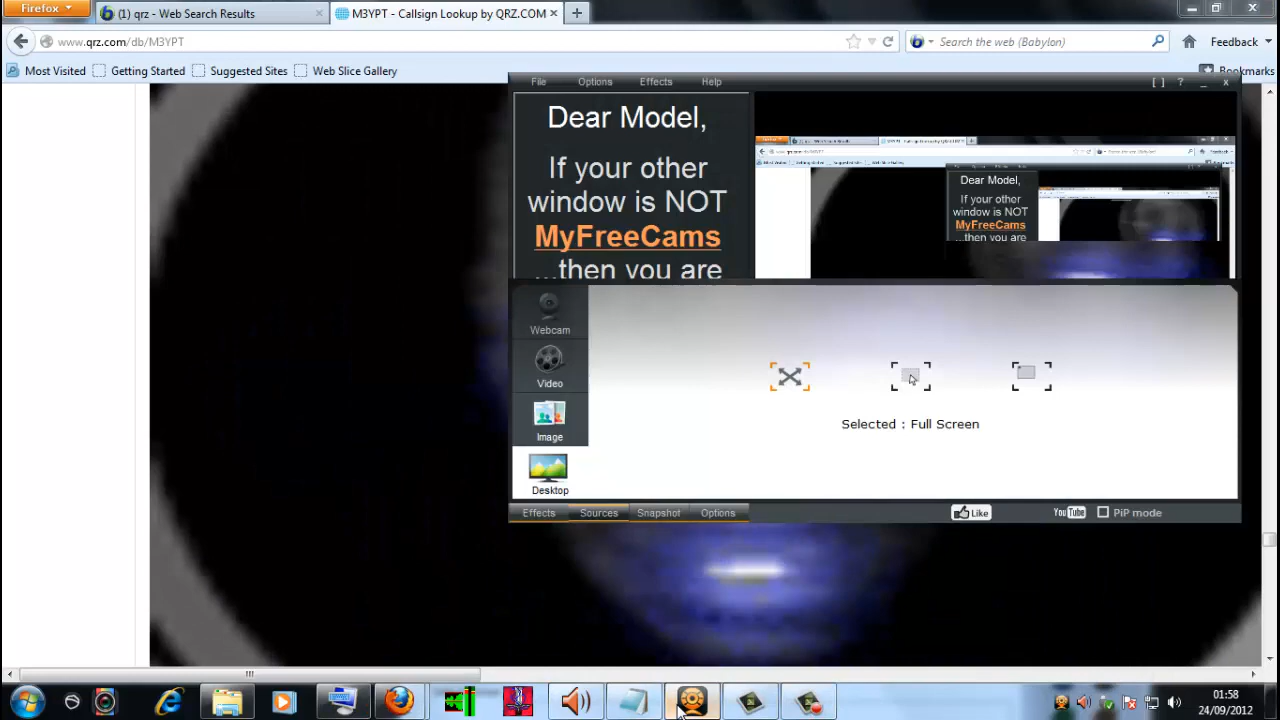 Firefox
(1) qrz - Web Search Results
M3YPT - Callsign Lookup by QRZ.COM
www.qrz.com/db/M3YPT
Search the web (Babylon)
Feedback
Most Visited
Getting Started
Suggested Sites
Web Slice Gallery
Bookmarks
File
Options
Effects
Help
[ ] ? _ x
Dear Model,
If your other
window is NOT
MyFreeCams
...then you are
Dear Model,
If your other
window is NOT
MyFreeCams
...then you are
Webcam
Video
Image
Desktop
Selected : Full Screen
Effects
Sources
Snapshot
Options
Like
YouTube
PiP mode
01:58
24/09/2012